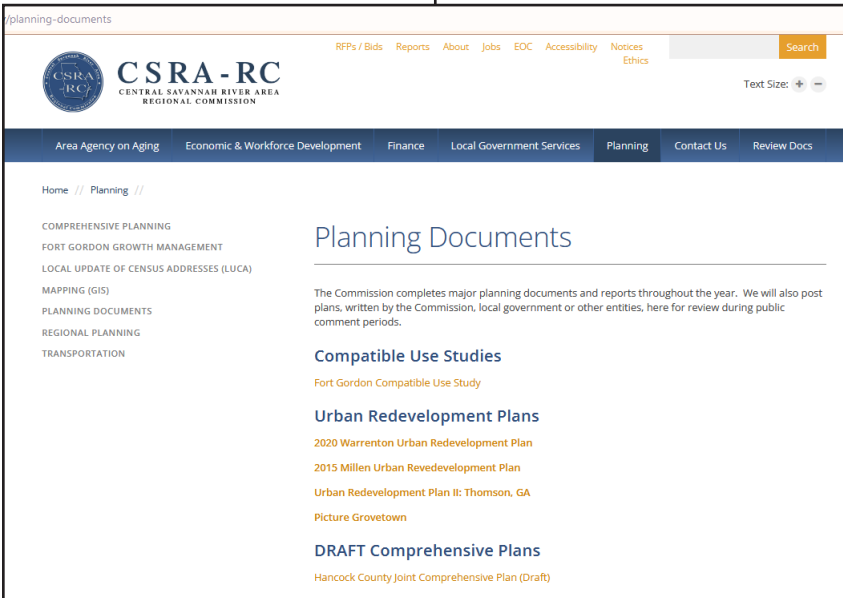 /planning-documents
RFPs / Bids Reports About Jobs EOC Accessibility Notices
Ethics
Search
Text Size: + −
CSRA
RC
CSRA-RC
CENTRAL SAVANNAH RIVER AREA
REGIONAL COMMISSION
Area Agency on Aging Economic & Workforce Development Finance Local Government Services Planning Contact Us Review Docs
Home // Planning //
COMPREHENSIVE PLANNING
FORT GORDON GROWTH MANAGEMENT
LOCAL UPDATE OF CENSUS ADDRESSES (LUCA)
MAPPING (GIS)
PLANNING DOCUMENTS
REGIONAL PLANNING
TRANSPORTATION
Planning Documents
The Commission completes major planning documents and reports throughout the year. We will also post
plans, written by the Commission, local government or other entities, here for review during public
comment periods.
Compatible Use Studies
Fort Gordon Compatible Use Study
Urban Redevelopment Plans
2020 Warrenton Urban Redevelopment Plan
2015 Millen Urban Revedevelopment Plan
Urban Redevelopment Plan II: Thomson, GA
Picture Grovetown
DRAFT Comprehensive Plans
Hancock County Joint Comprehensive Plan (Draft)